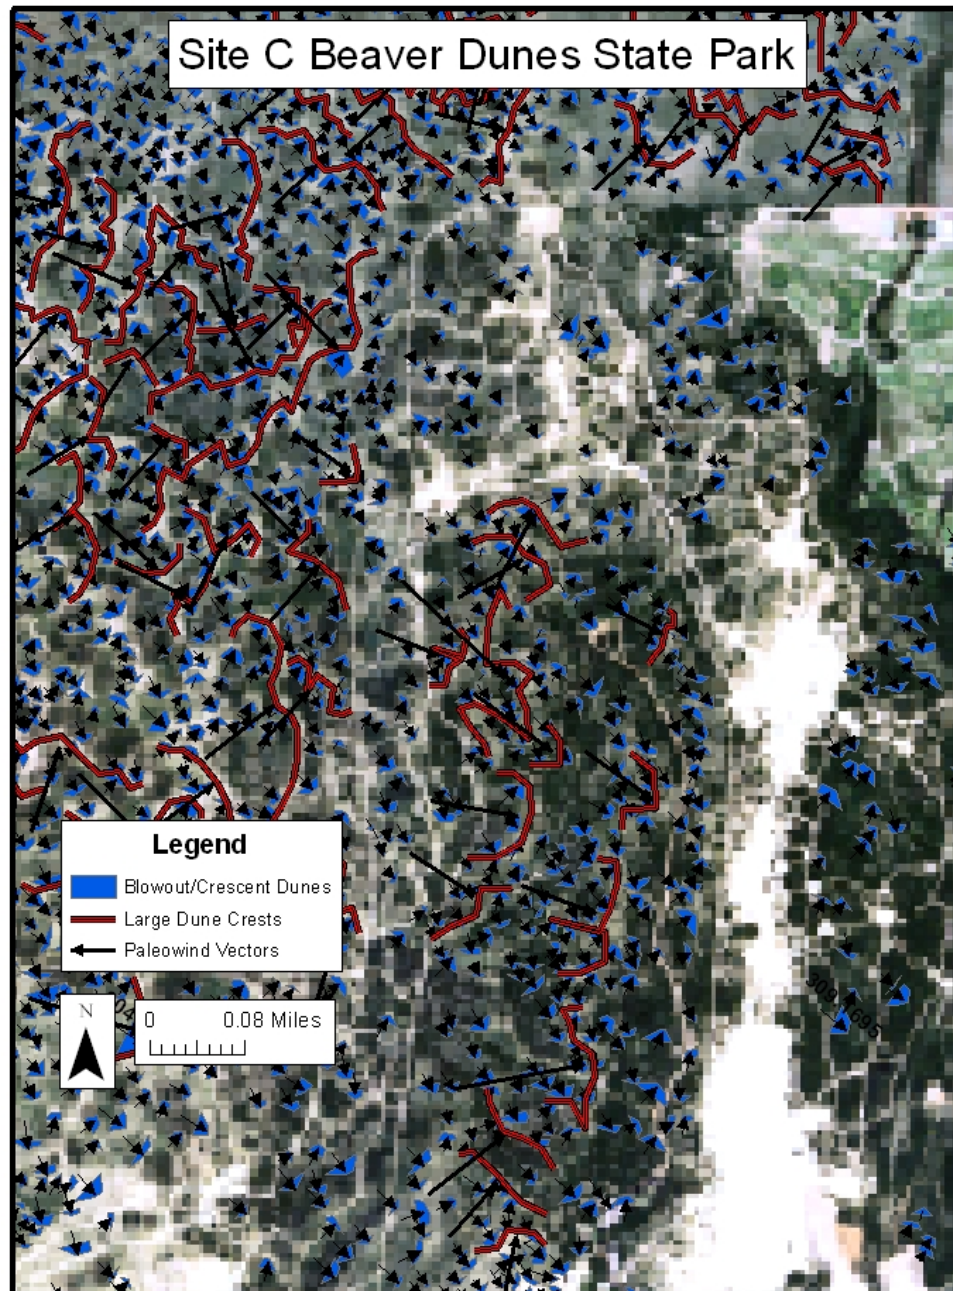 Site C Beaver Dunes State Park
Legend
Blowout/Crescent Dunes
Large Dune Crests
Paleowind Vectors
N
0 0.08 Miles